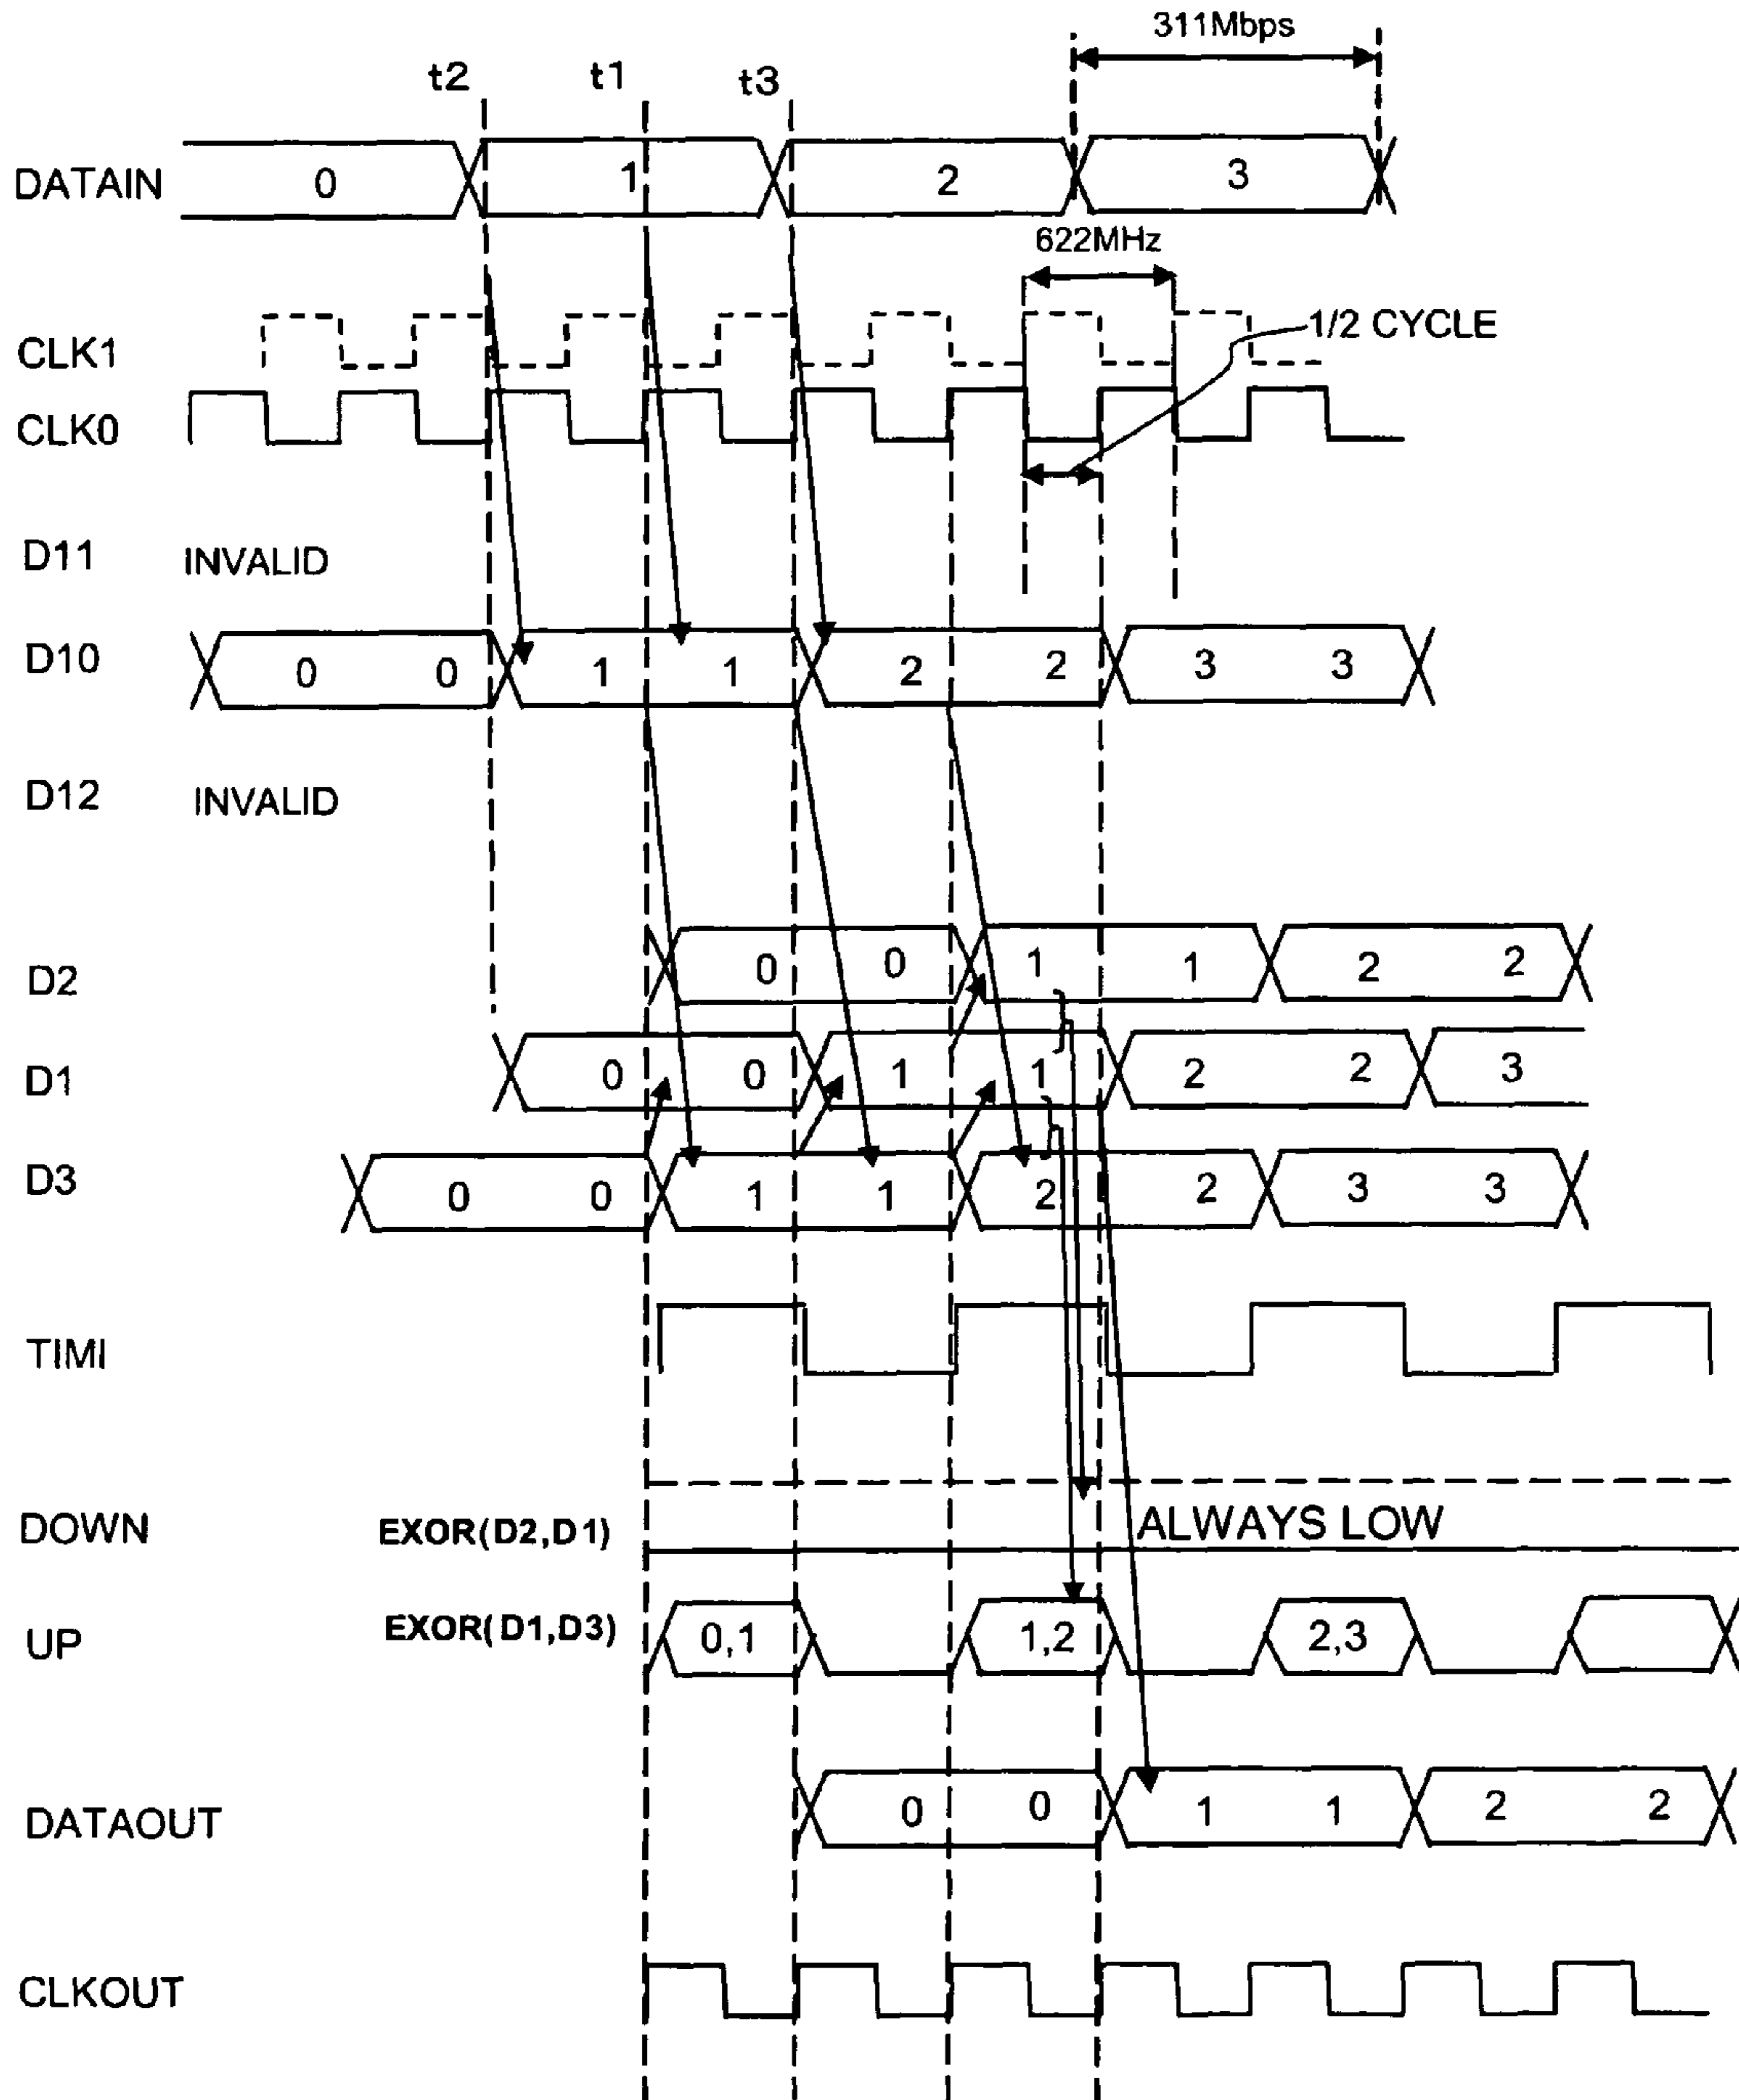 311Mbps
t2 t1 t3
DATAIN 0 1 2 3
622MHz
CLK1 1/2 CYCLE
CLK0
D11 INVALID
D10 0 0 1 1 2 2 3 3
D12 INVALID
D2 0 0 1 1 2 2
D1 0 0 1 1 2 2 3
D3 0 0 1 1 2 2 3 3
TIMI
DOWN EXOR(D2,D1) ALWAYS LOW
UP EXOR(D1,D3) 0,1 1,2 2,3
DATAOUT 0 0 1 1 2 2
CLKOUT